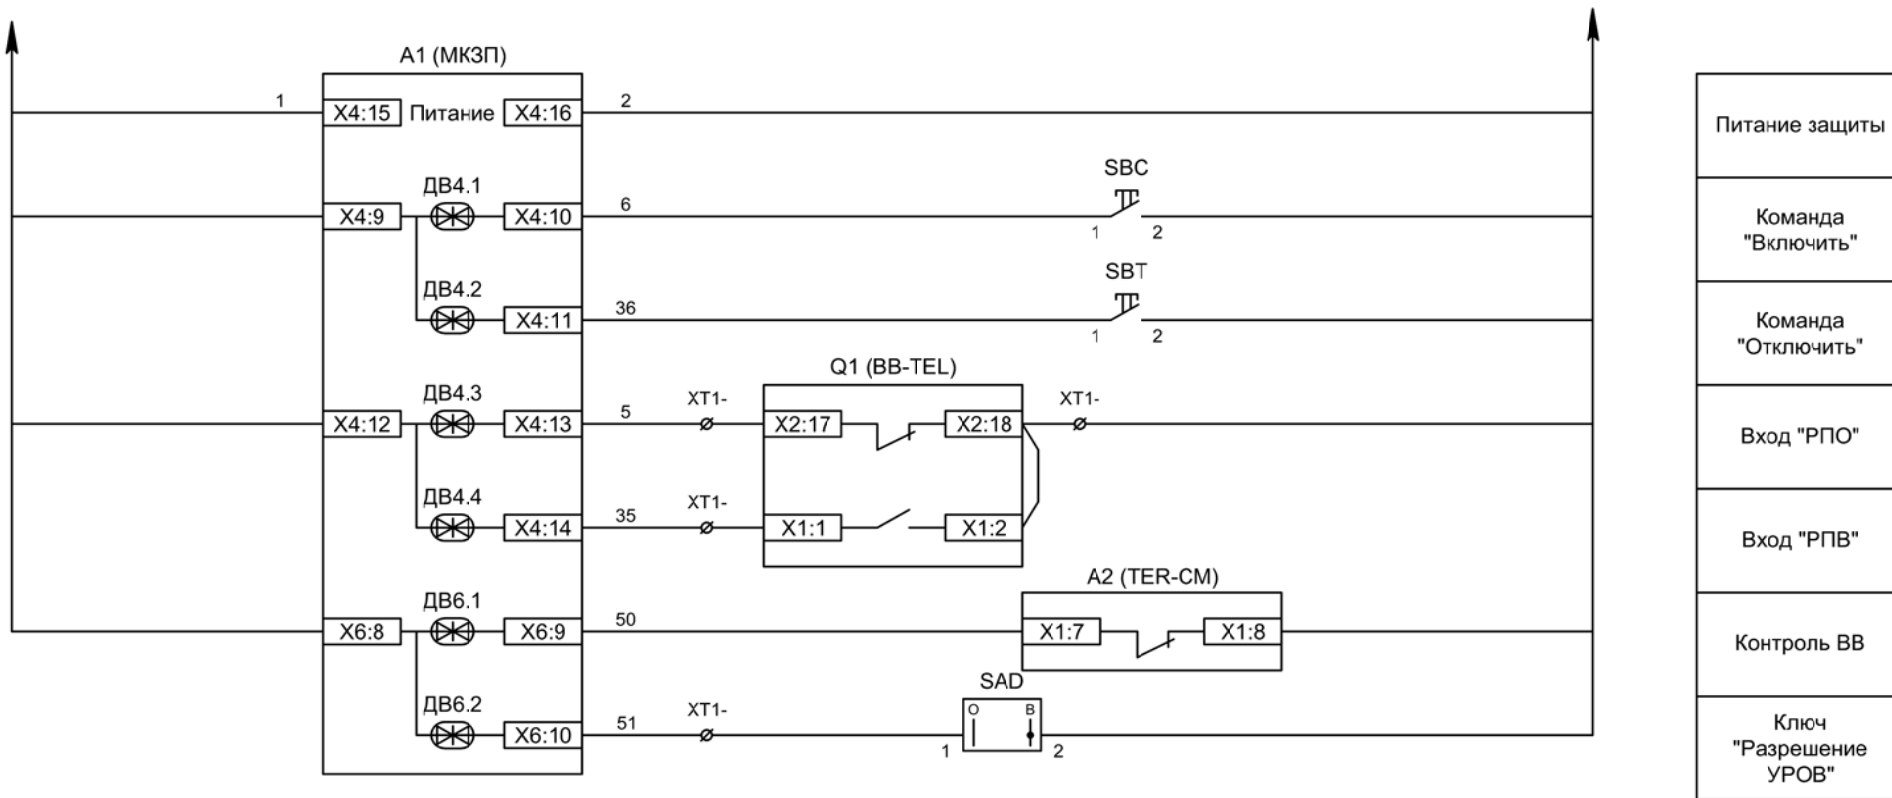 А1 (МКЗП)
1
X4:15
Питание
X4:16
2
Питание защиты
ДВ4.1
X4:9
X4:10
6
SBC
1
2
Команда
"Включить"
ДВ4.2
X4:11
36
SBT
1
2
Команда
"Отключить"
Q1 (BB-TEL)
ДВ4.3
X4:12
X4:13
5
XT1-
X2:17
X2:18
XT1-
Вход "РПО"
ДВ4.4
X4:14
35
XT1-
X1:1
X1:2
Вход "РПВ"
A2 (TER-CM)
ДВ6.1
X6:8
X6:9
50
X1:7
X1:8
Контроль ВВ
SAD
ДВ6.2
X6:10
51
XT1-
О
В
1
2
Ключ
"Разрешение
УРОВ"